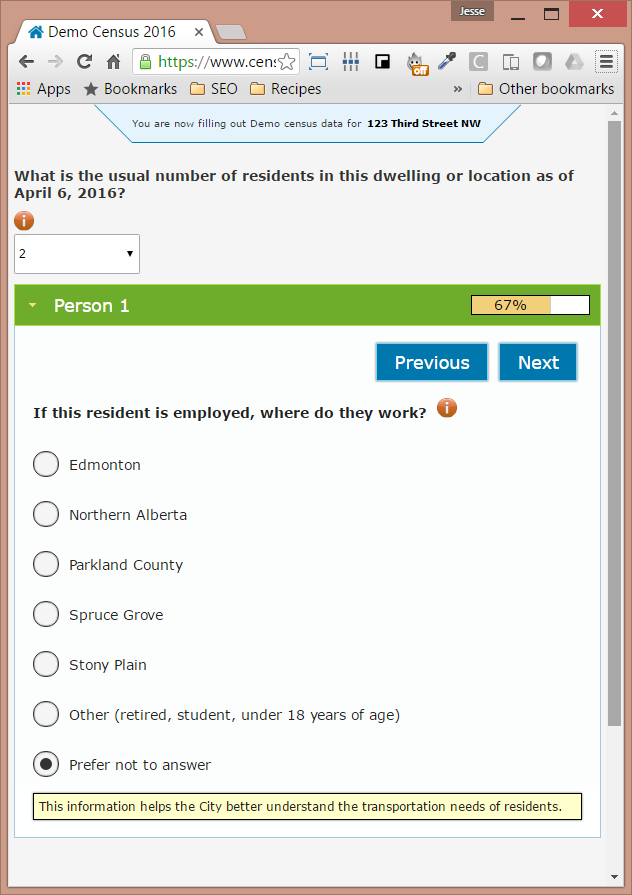 Jesse
Demo Census 2016
https://www.cens
Apps Bookmarks SEO Recipes » Other bookmarks
off
You are now filling out Demo census data for 123 Third Street NW
What is the usual number of residents in this dwelling or location as of
April 6, 2016?
2
Person 1 67%
Previous Next
If this resident is employed, where do they work?
Edmonton
Northern Alberta
Parkland County
Spruce Grove
Stony Plain
Other (retired, student, under 18 years of age)
Prefer not to answer
This information helps the City better understand the transportation needs of residents.